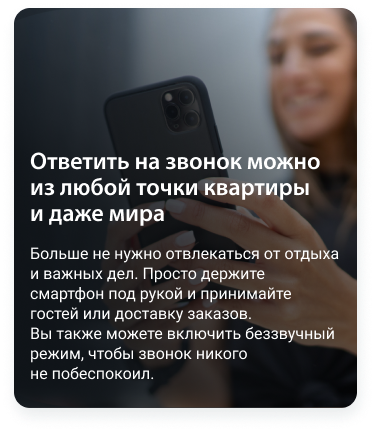 Ответить на звонок можно
из любой точки квартиры
и даже мира
Больше не нужно отвлекаться от отдыха
и важных дел. Просто держите
смартфон под рукой и принимайте
гостей или доставку заказов.
Вы также можете включить беззвучный
режим, чтобы звонок никого
не побеспокоил.